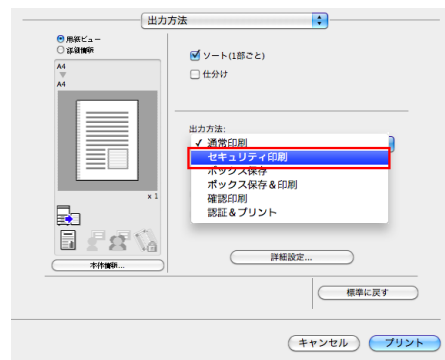 出力方法
用紙ビュー
詳細情報
A4
A4
x 1
本体情報...
ソート(1部ごと)
仕分け
出力方法:
通常印刷
セキュリティ印刷
ボックス保存
ボックス保存&印刷
確認印刷
認証&プリント
詳細設定...
標準に戻す
キャンセル
プリント